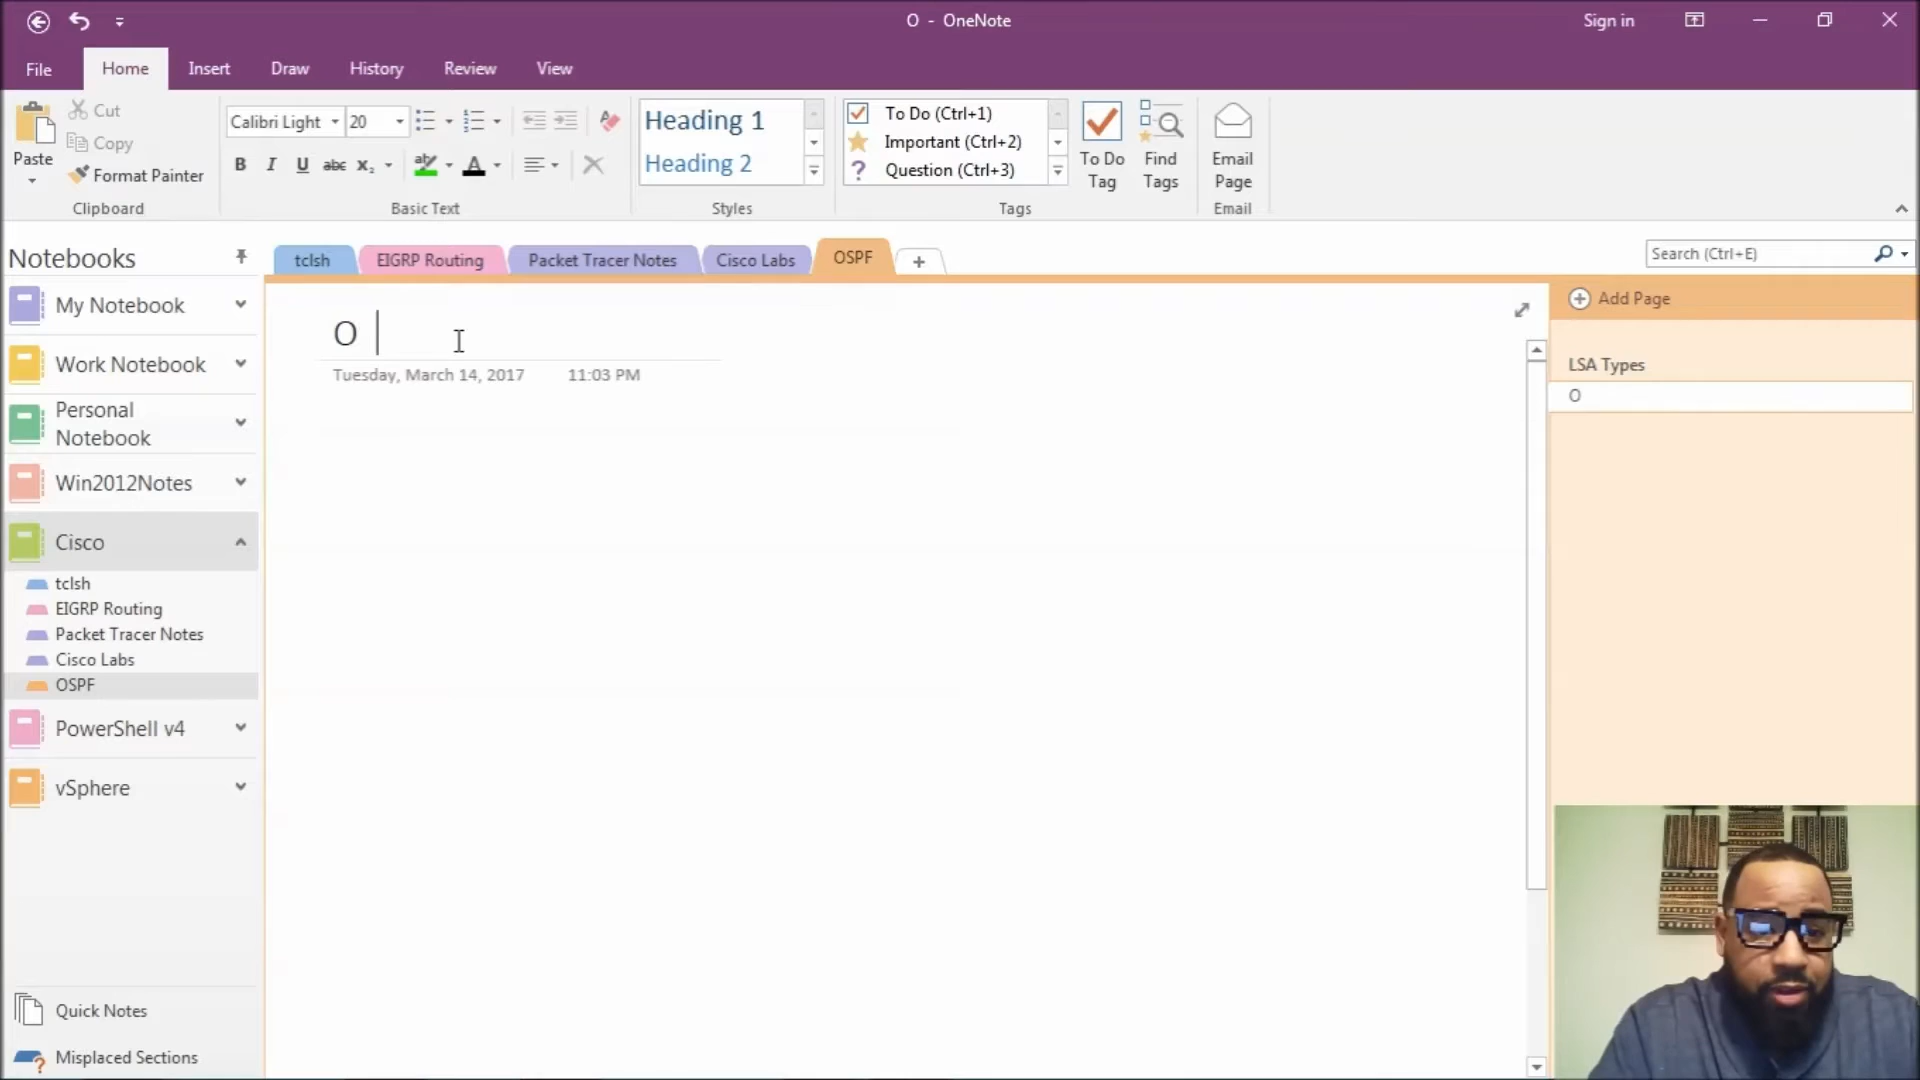 O - OneNote
Sign in
File
Home
Insert
Draw
History
Review
View
Paste
Cut
Copy
Format Painter
Clipboard
Calibri Light
20
B I U abc x₂
A
Basic Text
Heading 1
Heading 2
Styles
To Do (Ctrl+1)
Important (Ctrl+2)
Question (Ctrl+3)
Tags
To Do
Tag
Find
Tags
Email
Page
Email
Notebooks
tclsh
EIGRP Routing
Packet Tracer Notes
Cisco Labs
OSPF
+
Search (Ctrl+E)
My Notebook
Work Notebook
Personal
Notebook
Win2012Notes
Cisco
tclsh
EIGRP Routing
Packet Tracer Notes
Cisco Labs
OSPF
PowerShell v4
vSphere
Quick Notes
Misplaced Sections
O
Tuesday, March 14, 2017 11:03 PM
Add Page
LSA Types
O